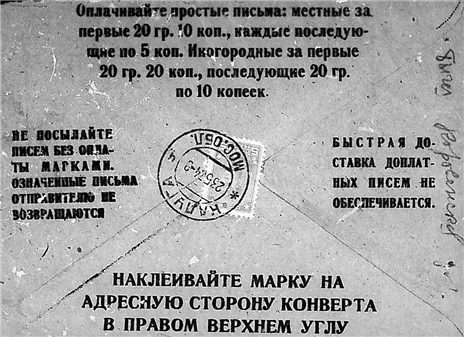 Оплачивайте простые письма: местные за
первые 20 гр. 10 коп., каждые последую-
щие по 5 коп. Икогородные за первые
20 гр. 20 коп., последующие 20 гр.
по 10 копеек.
НЕ ПОСЫЛАЙТЕ
ПИСЕМ БЕЗ ОПЛА-
ТЫ МАРКАМИ.
ОЗНАЧЕННЫЕ ПИСЬМА
ОТПРАВИТЕЛЮ НЕ
ВОЗВРАЩАЮТСЯ
КАЛУГА
МОС. ОБЛ.
БЫСТРАЯ ДО-
СТАВКА ДОПЛАТ-
НЫХ ПИСЕМ НЕ
ОБЕСПЕЧИВАЕТСЯ.
НАКЛЕИВАЙТЕ МАРКУ НА
АДРЕСНУЮ СТОРОНУ КОНВЕРТА
В ПРАВОМ ВЕРХНЕМ УГЛУ